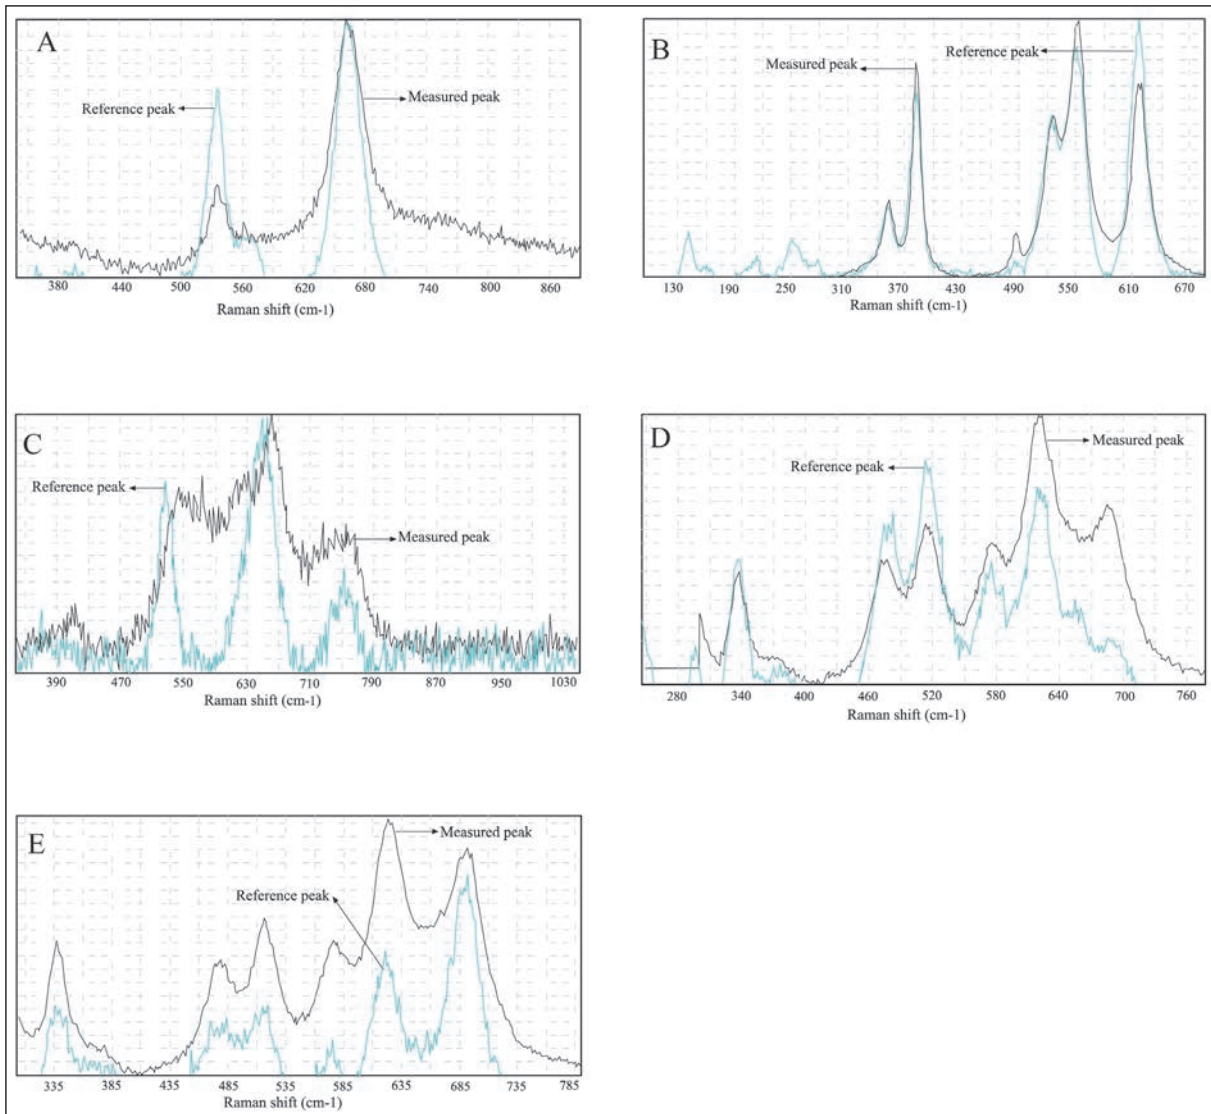 A
Reference peak
Measured peak
380 440 500 560 620 680 740 800 860
Raman shift (cm-1)
B
Reference peak
Measured peak
130 190 250 310 370 430 490 550 610 670
Raman shift (cm-1)
C
Reference peak
Measured peak
390 470 550 630 710 790 870 950 1030
Raman shift (cm-1)
D
Measured peak
Reference peak
280 340 400 460 520 580 640 700 760
Raman shift (cm-1)
E
Measured peak
Reference peak
335 385 435 485 535 585 635 685 735 785
Raman shift (cm-1)